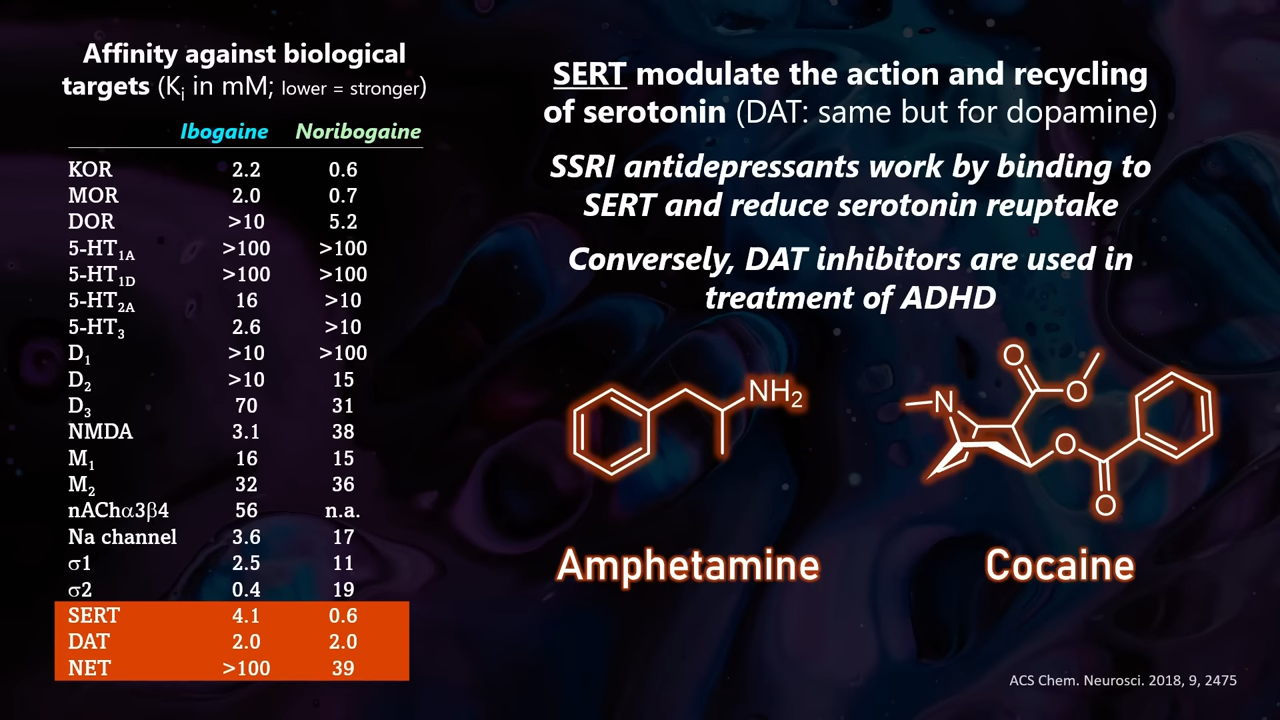 Affinity against biological
targets (Ki in mM; lower = stronger)
Ibogaine Noribogaine
KOR 2.2 0.6
MOR 2.0 0.7
DOR >10 5.2
5-HT1A >100 >100
5-HT1D >100 >100
5-HT2A 16 >10
5-HT3 2.6 >10
D1 >10 >100
D2 >10 15
D3 70 31
NMDA 3.1 38
M1 16 15
M2 32 36
nAChα3β4 56 n.a.
Na channel 3.6 17
σ1 2.5 11
σ2 0.4 19
SERT 4.1 0.6
DAT 2.0 2.0
NET >100 39
SERT modulate the action and recycling
of serotonin (DAT: same but for dopamine)
SSRI antidepressants work by binding to
SERT and reduce serotonin reuptake
Conversely, DAT inhibitors are used in
treatment of ADHD
NH2
Amphetamine
O
O
N
O
O
Cocaine
ACS Chem. Neurosci. 2018, 9, 2475